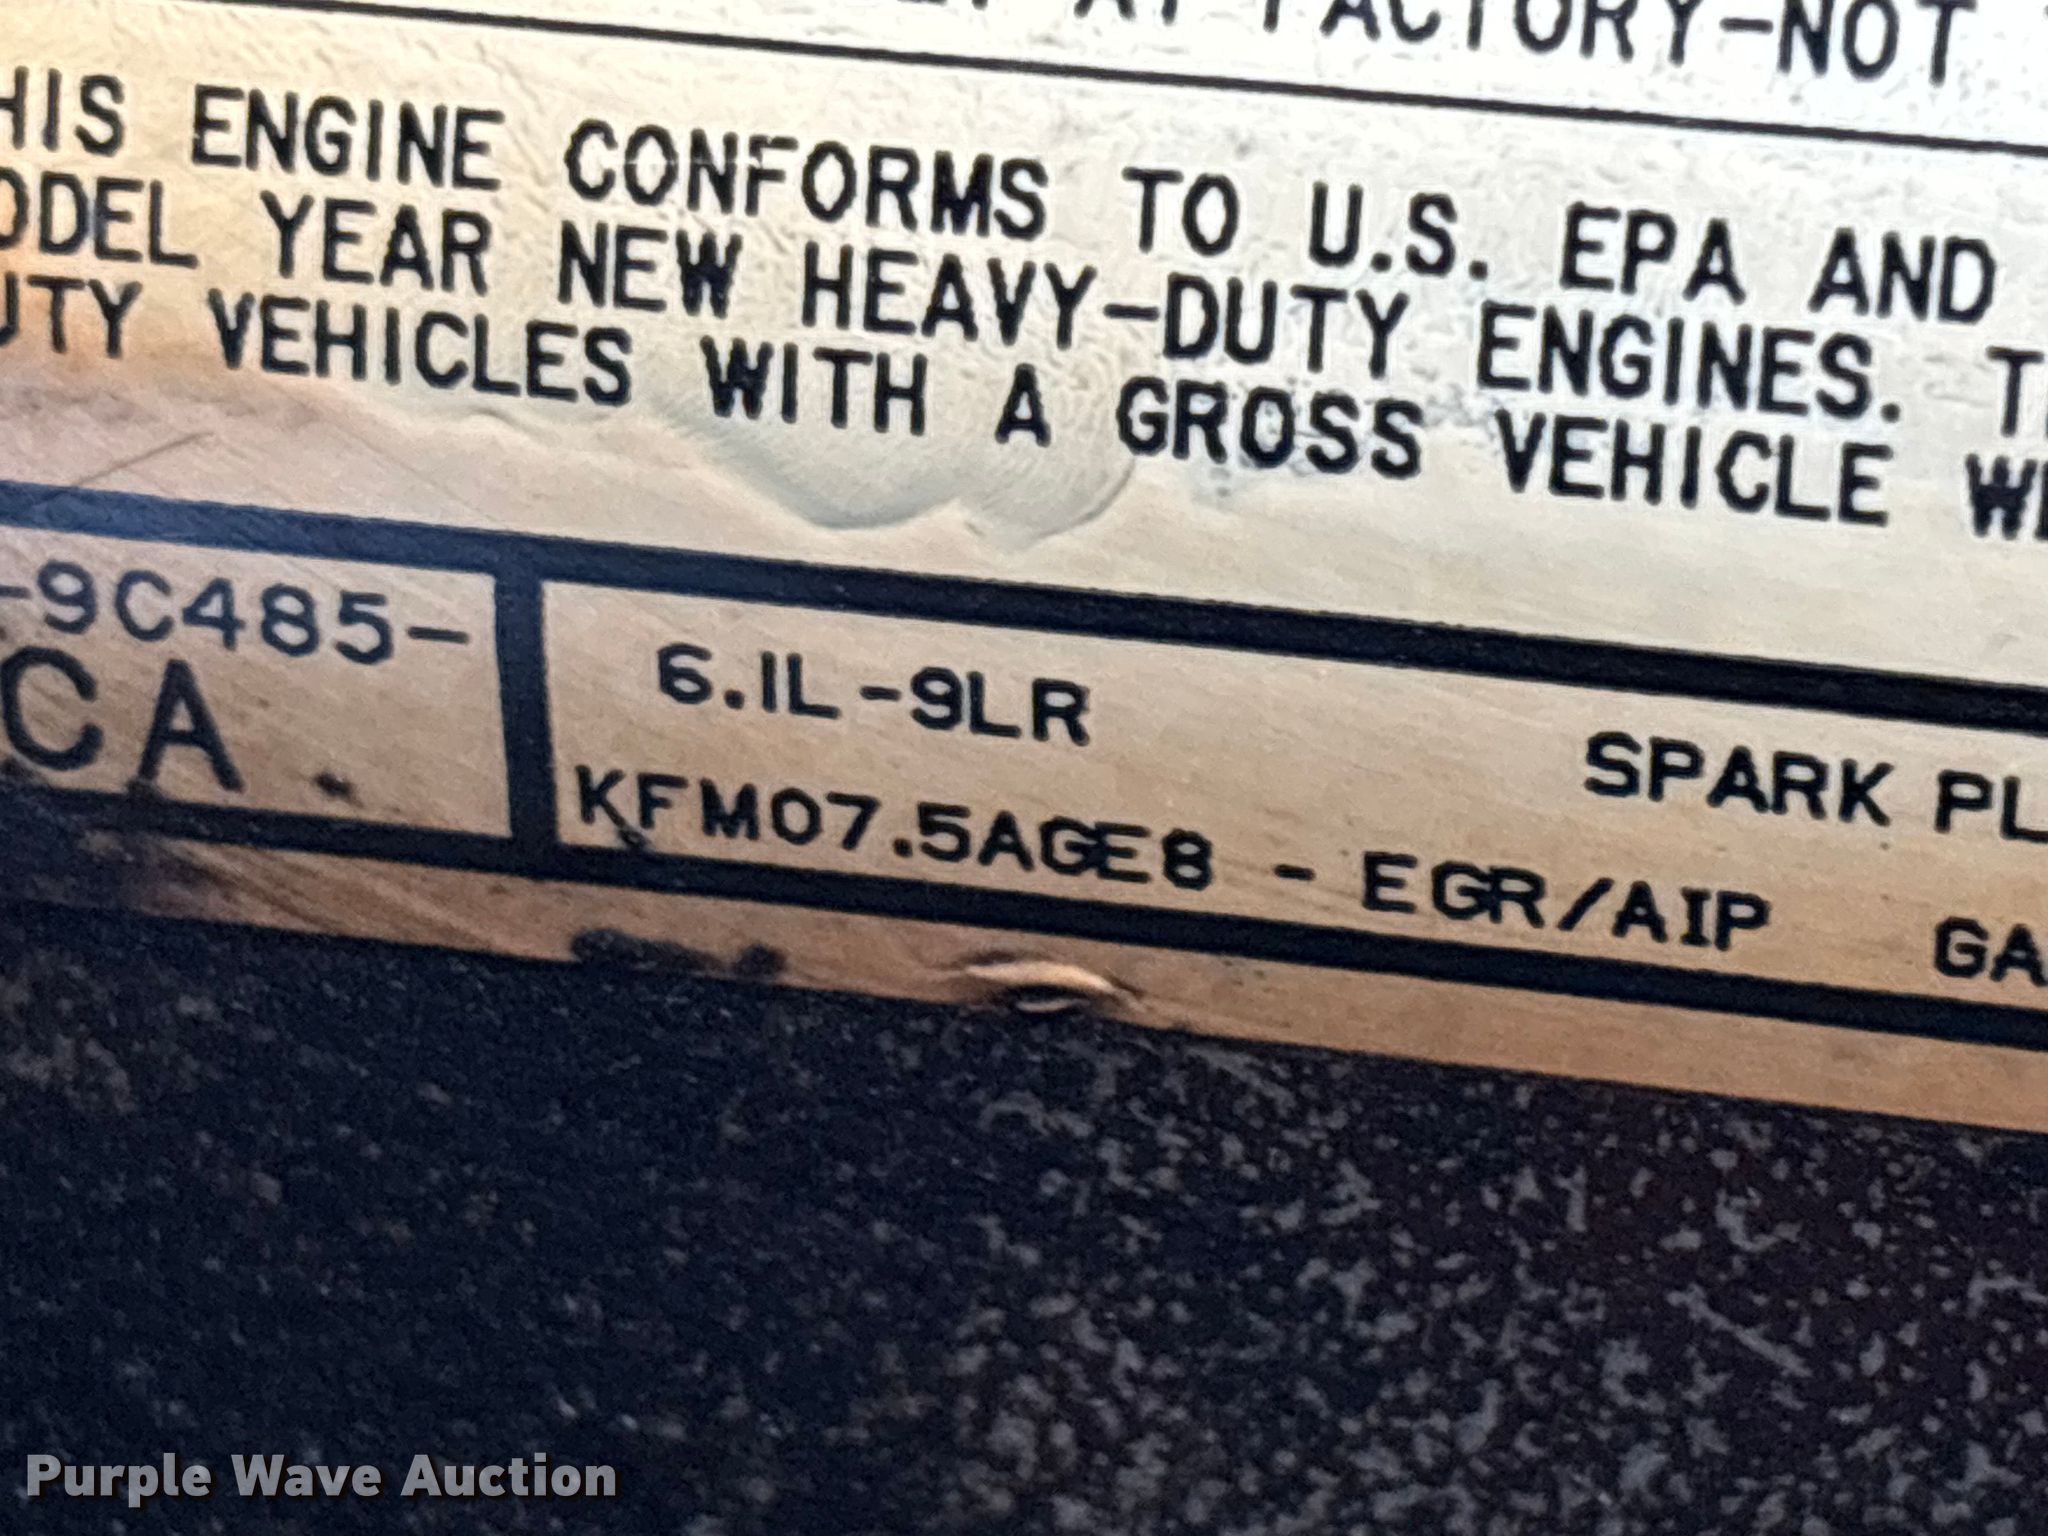 AT FACTORY-NOT
HIS ENGINE CONFORMS TO U.S. EPA AND
ODEL YEAR NEW HEAVY-DUTY ENGINES. T
UTY VEHICLES WITH A GROSS VEHICLE WE
-9C485-
CA
6.1L-9LR
SPARK PL
KFM07.5AGE8 - EGR/AIP GA
Purple Wave Auction